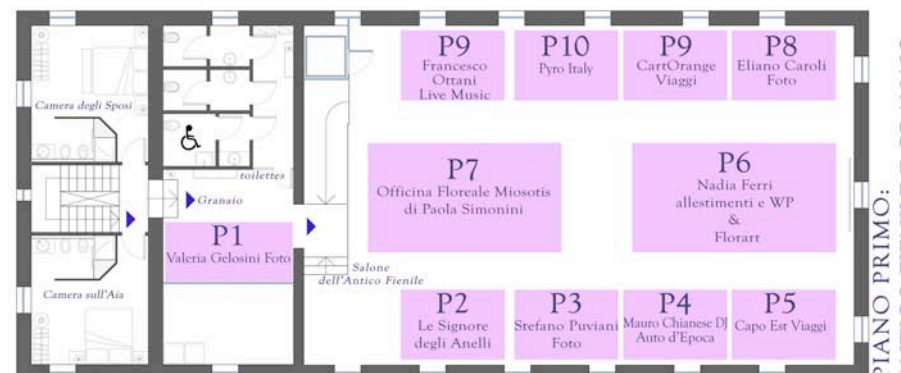 P9
Francesco
Ottani
Live Music
P10
Pyro Italy
P9
CartOrange
Viaggi
P8
Eliano Caroli
Foto
Camera degli Sposi
toilettes
Granaio
P7
Officina Floreale Miosotis
di Paola Simonini
P6
Nadia Ferri
allestimenti e WP
&
Florart
P1
Valeria Gelosini Foto
Salone
dell'Antico Fienile
Camera sull'Aia
P2
Le Signore
degli Anelli
P3
Stefano Puviani
Foto
P4
Mauro Chianese DJ
Auto d'Epoca
P5
Capo Est Viaggi
PIANO PRIMO: